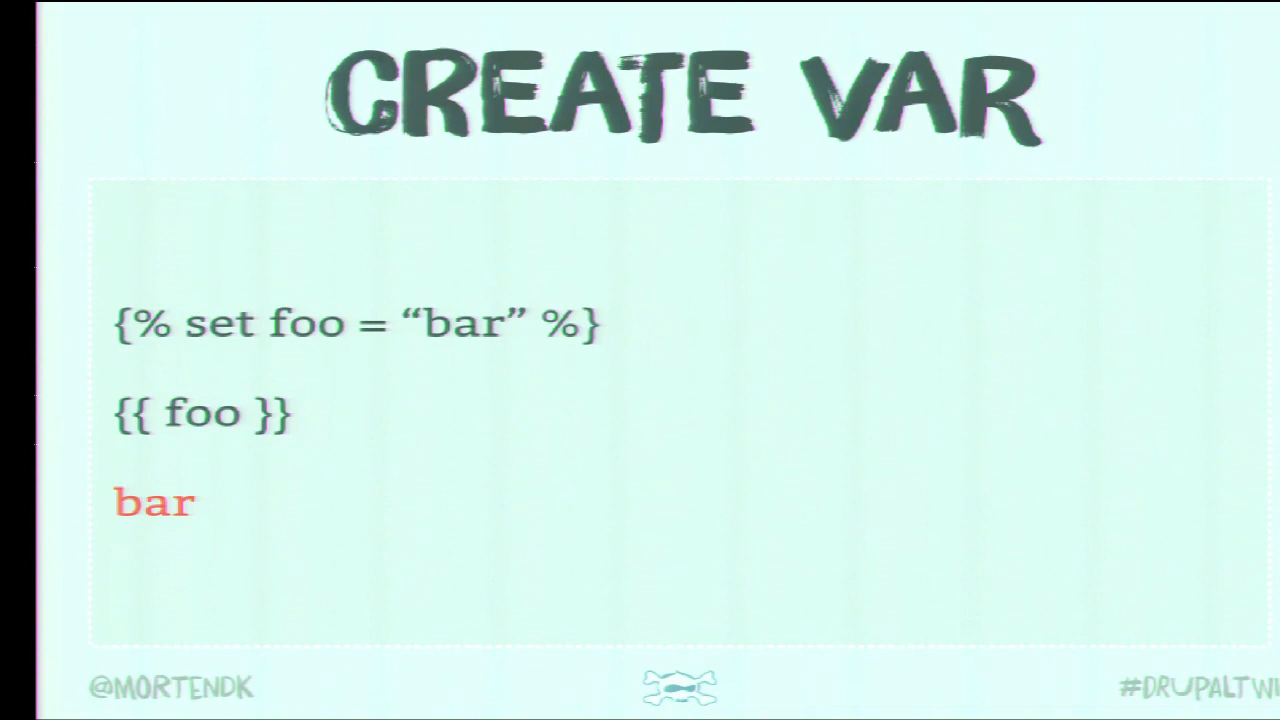 CREATE VAR
{% set foo = “bar” %}
{{ foo }}
bar
@MORTENDK